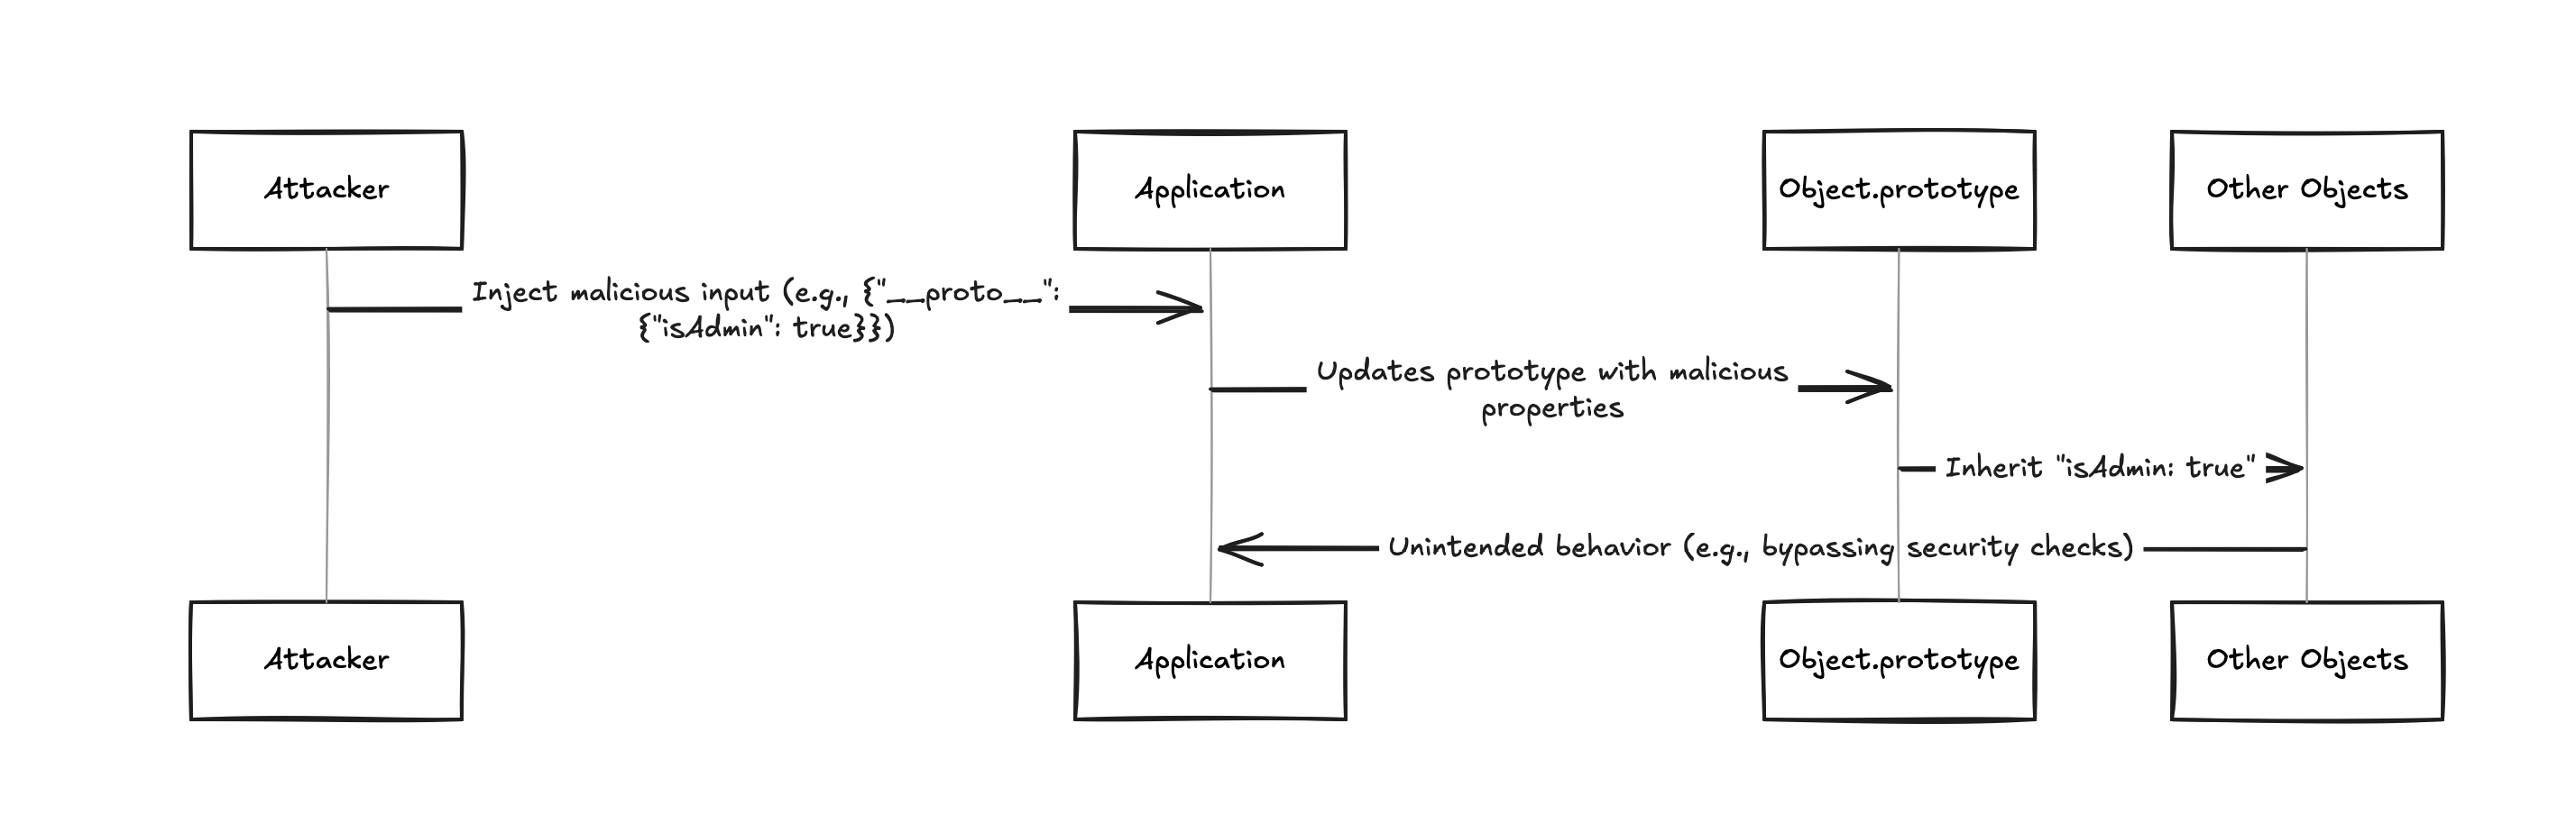 Attacker
Application
Object.prototype
Other Objects
Inject malicious input (e.g., {"__proto__":
{"isAdmin": true}})
Updates prototype with malicious
properties
Inherit "isAdmin: true"
Unintended behavior (e.g., bypassing security checks)
Attacker
Application
Object.prototype
Other Objects